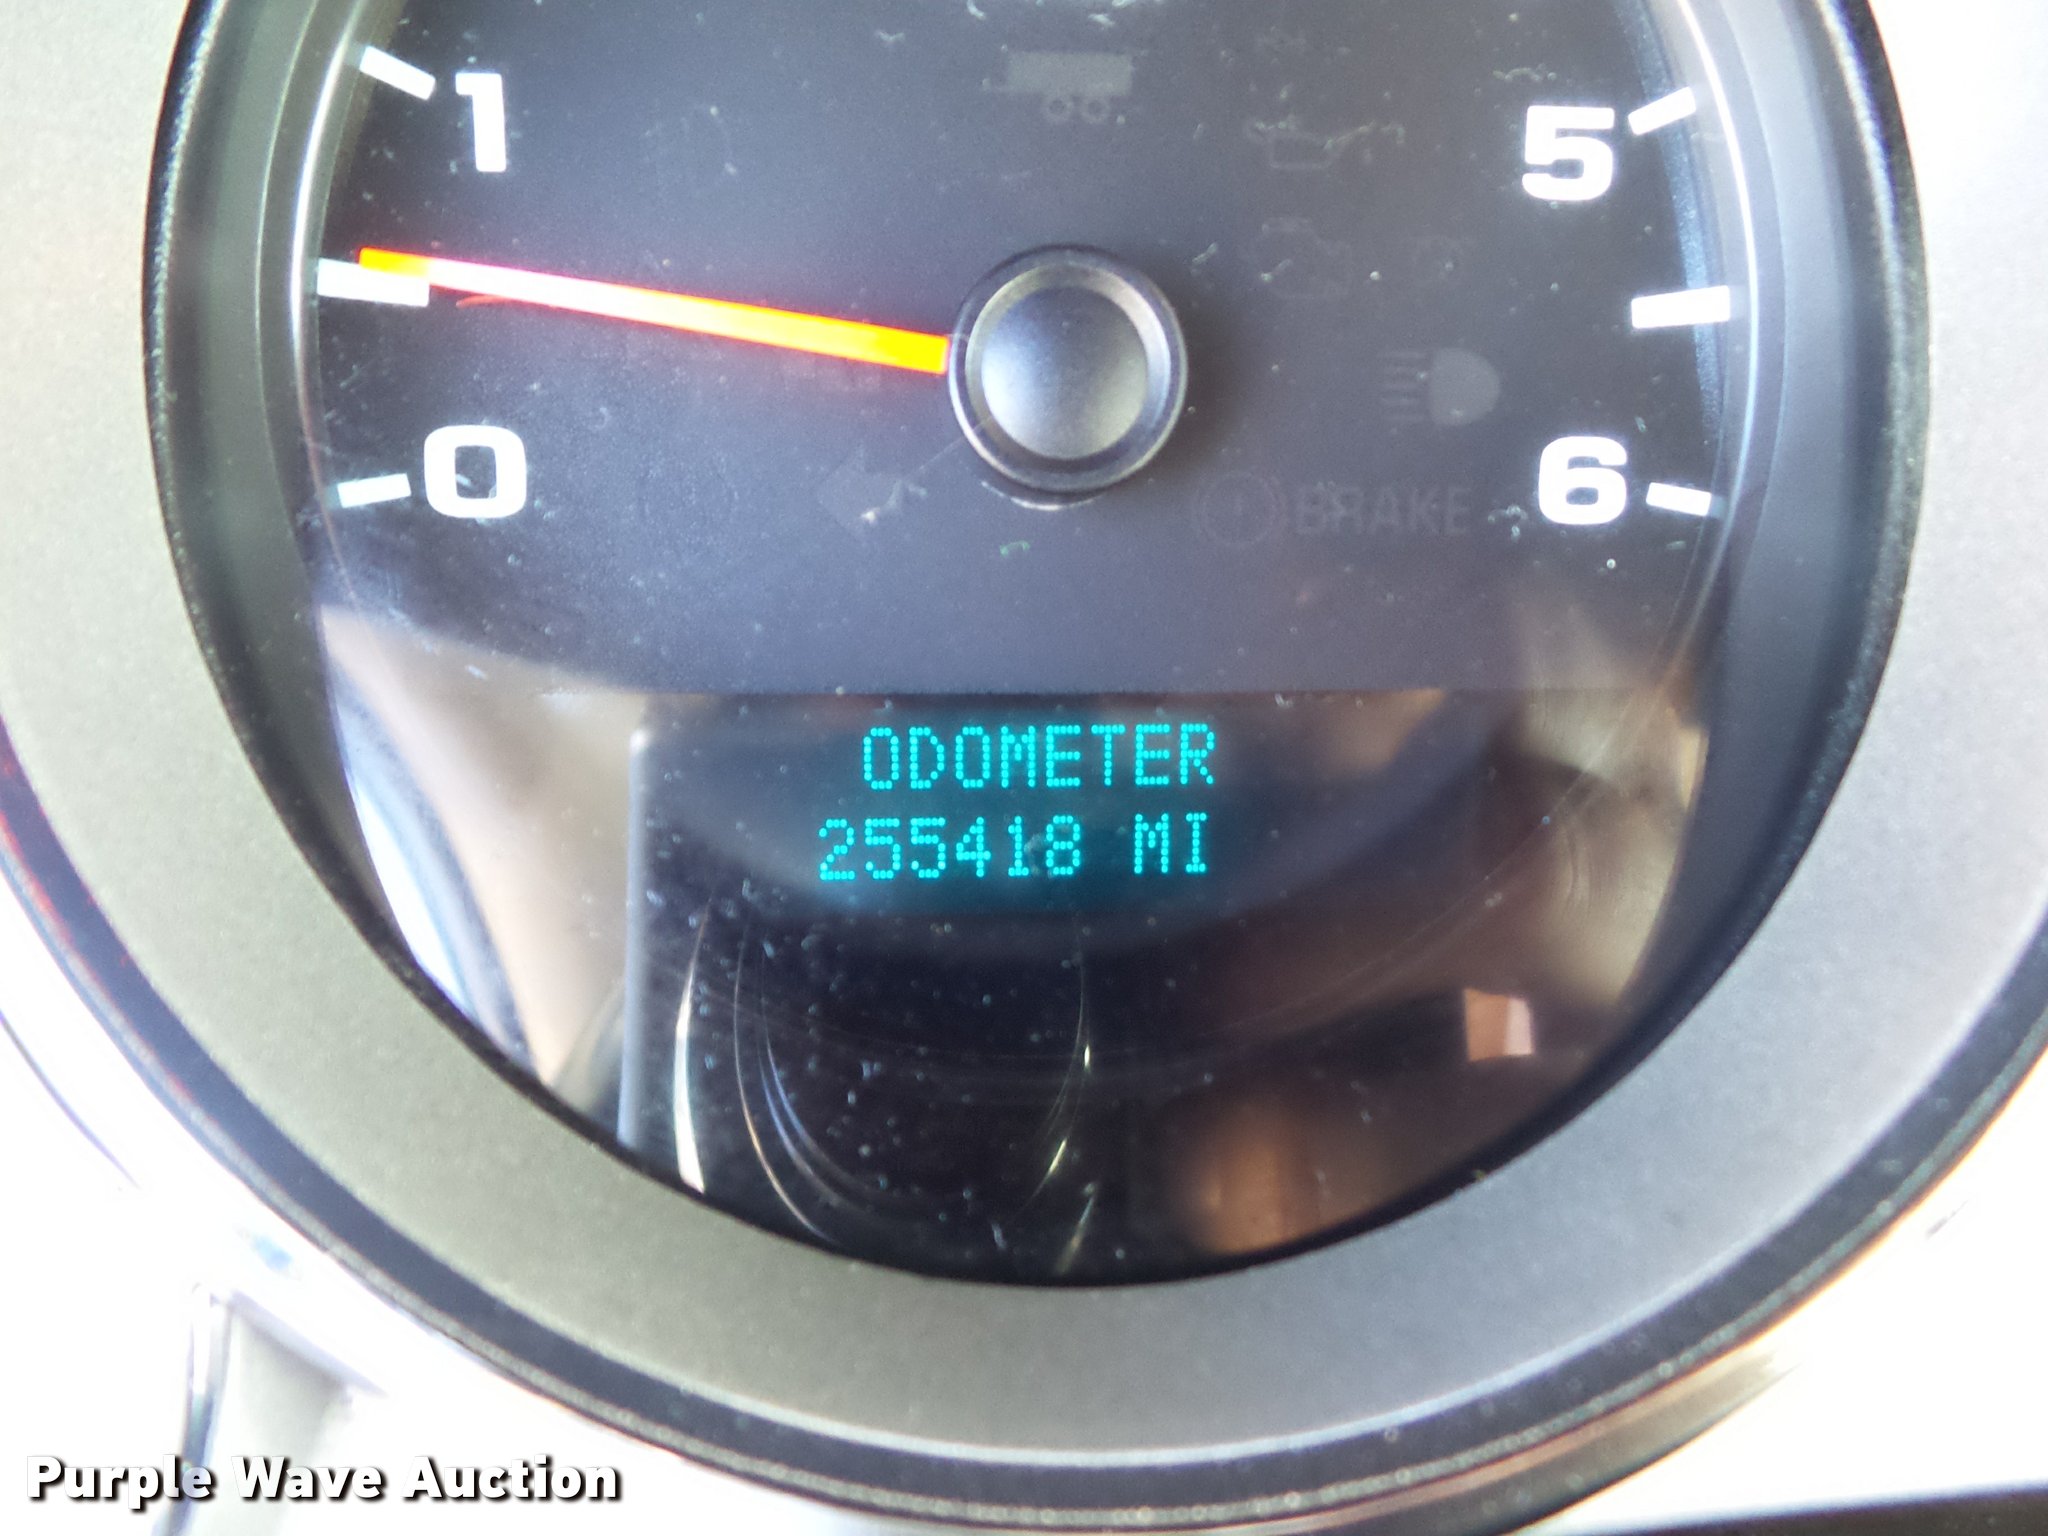 1
5
0
6
BRAKE
ODOMETER
255418 MI
Purple Wave Auction